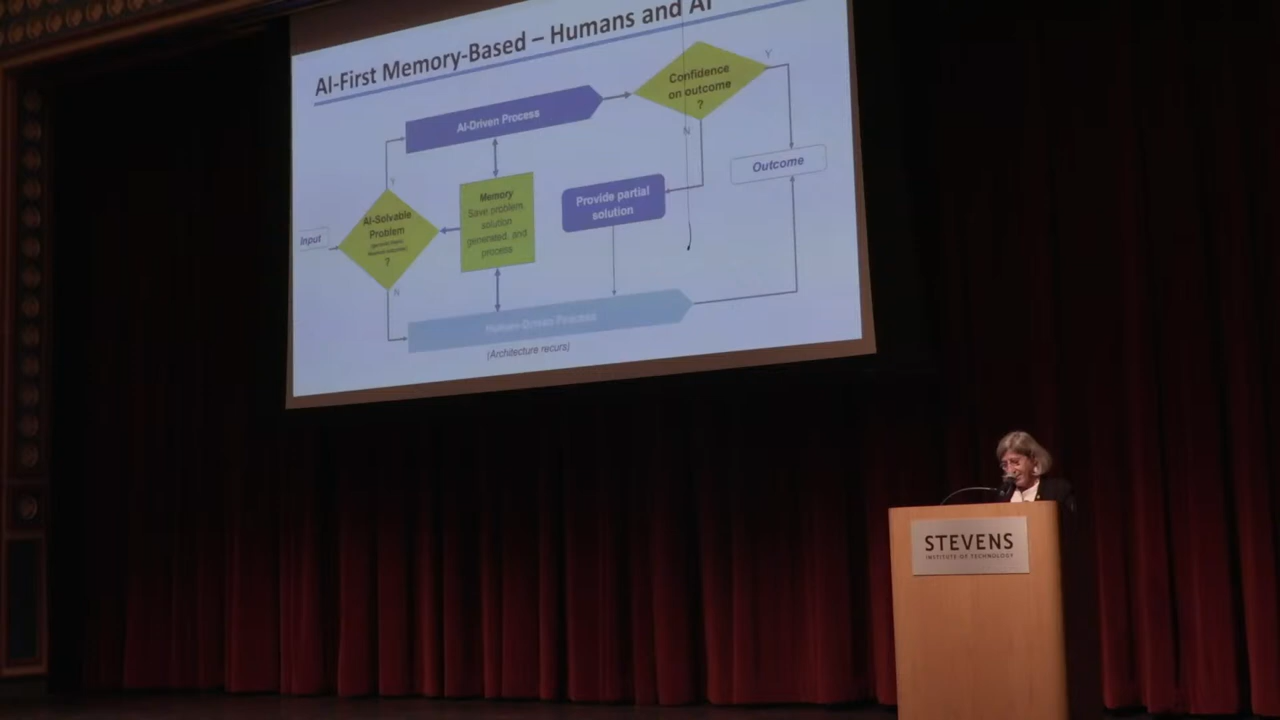 AI-First Memory-Based – Humans and AI
Confidence
on outcome
?
Y
AI-Driven Process
N
Outcome
Y
Memory
Save problem,
solution
generated, and
process
Provide partial
solution
AI-Solvable
Problem
?
Input
N
Human-Driven Process
(Architecture recurs)
STEVENS
INSTITUTE OF TECHNOLOGY